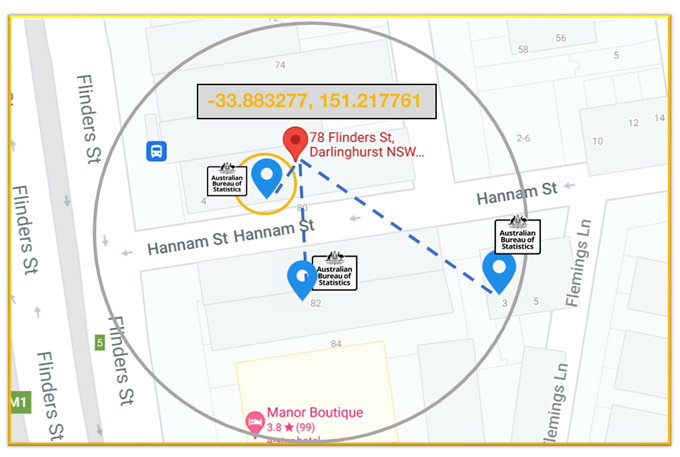 72
56
58
5
74
-33.883277, 151.217761
Flinders St
78 Flinders St,
Darlinghurst NSW...
14
12
2-6
10
Australian
Bureau of
Statistics
4
80
Hannam St
Flinders St
Hannam St Hannam St
Australian
Bureau of
Statistics
Flemings Ln
Australian
Bureau of
Statistics
82
3
5
5
Flinders St
84
Flinders St
M1
Manor Boutique
3.8 ★ (99)